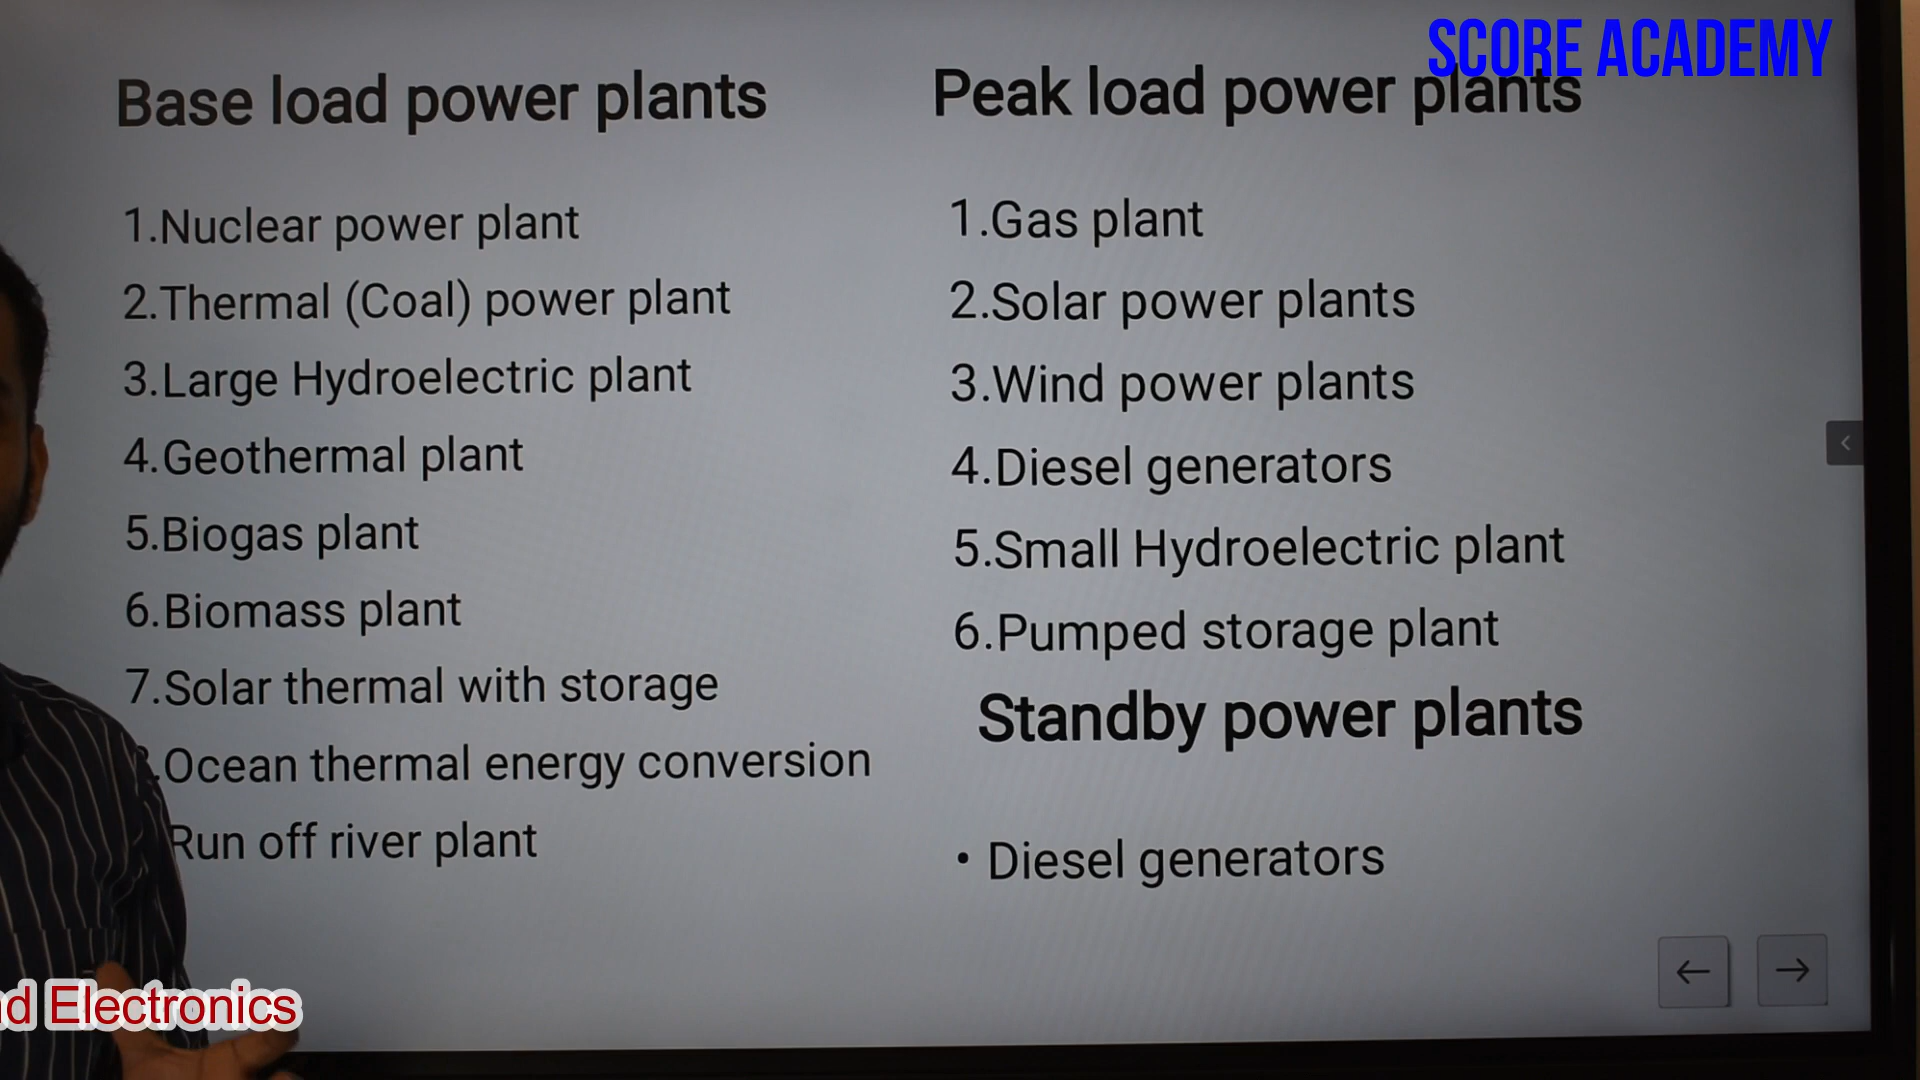 SCORE ACADEMY
Base load power plants
1.Nuclear power plant
2.Thermal (Coal) power plant
3.Large Hydroelectric plant
4.Geothermal plant
5.Biogas plant
6.Biomass plant
7.Solar thermal with storage
.Ocean thermal energy conversion
Run off river plant
Peak load power plants
1.Gas plant
2.Solar power plants
3.Wind power plants
4.Diesel generators
5.Small Hydroelectric plant
6.Pumped storage plant
Standby power plants
• Diesel generators
Electronics